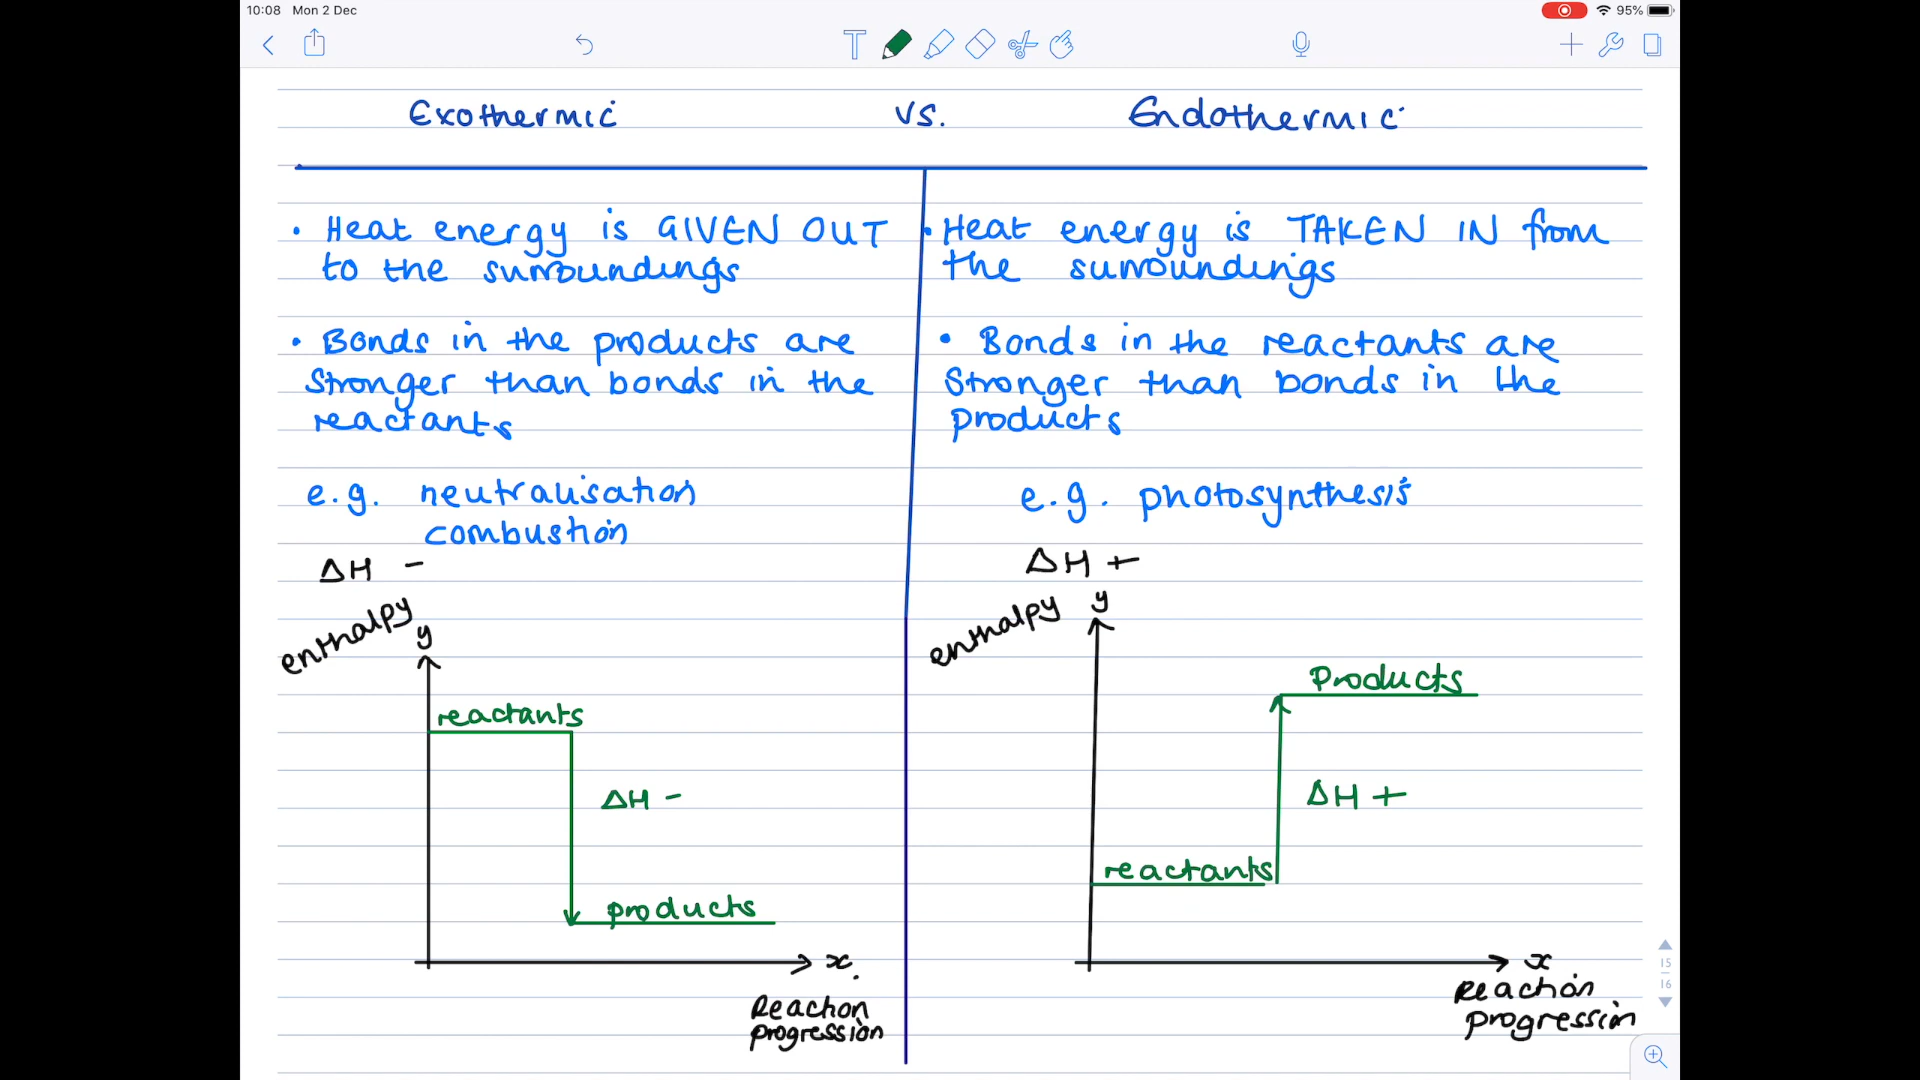 10:08 Mon 2 Dec
95%
T
Exothermic vs. Endothermic
• Heat energy is GIVEN OUT
to the surroundings
• Bonds in the products are
stronger than bonds in the
reactants
e.g. neutralisation
combustion
ΔH -
enthalpy
y
reactants
ΔH -
products
x
Reaction
progression
• Heat energy is TAKEN IN from
the surroundings
• Bonds in the reactants are
stronger than bonds in the
products
e.g. photosynthesis
ΔH +
enthalpy
y
Products
ΔH +
reactants
x
Reaction
progression
15
16